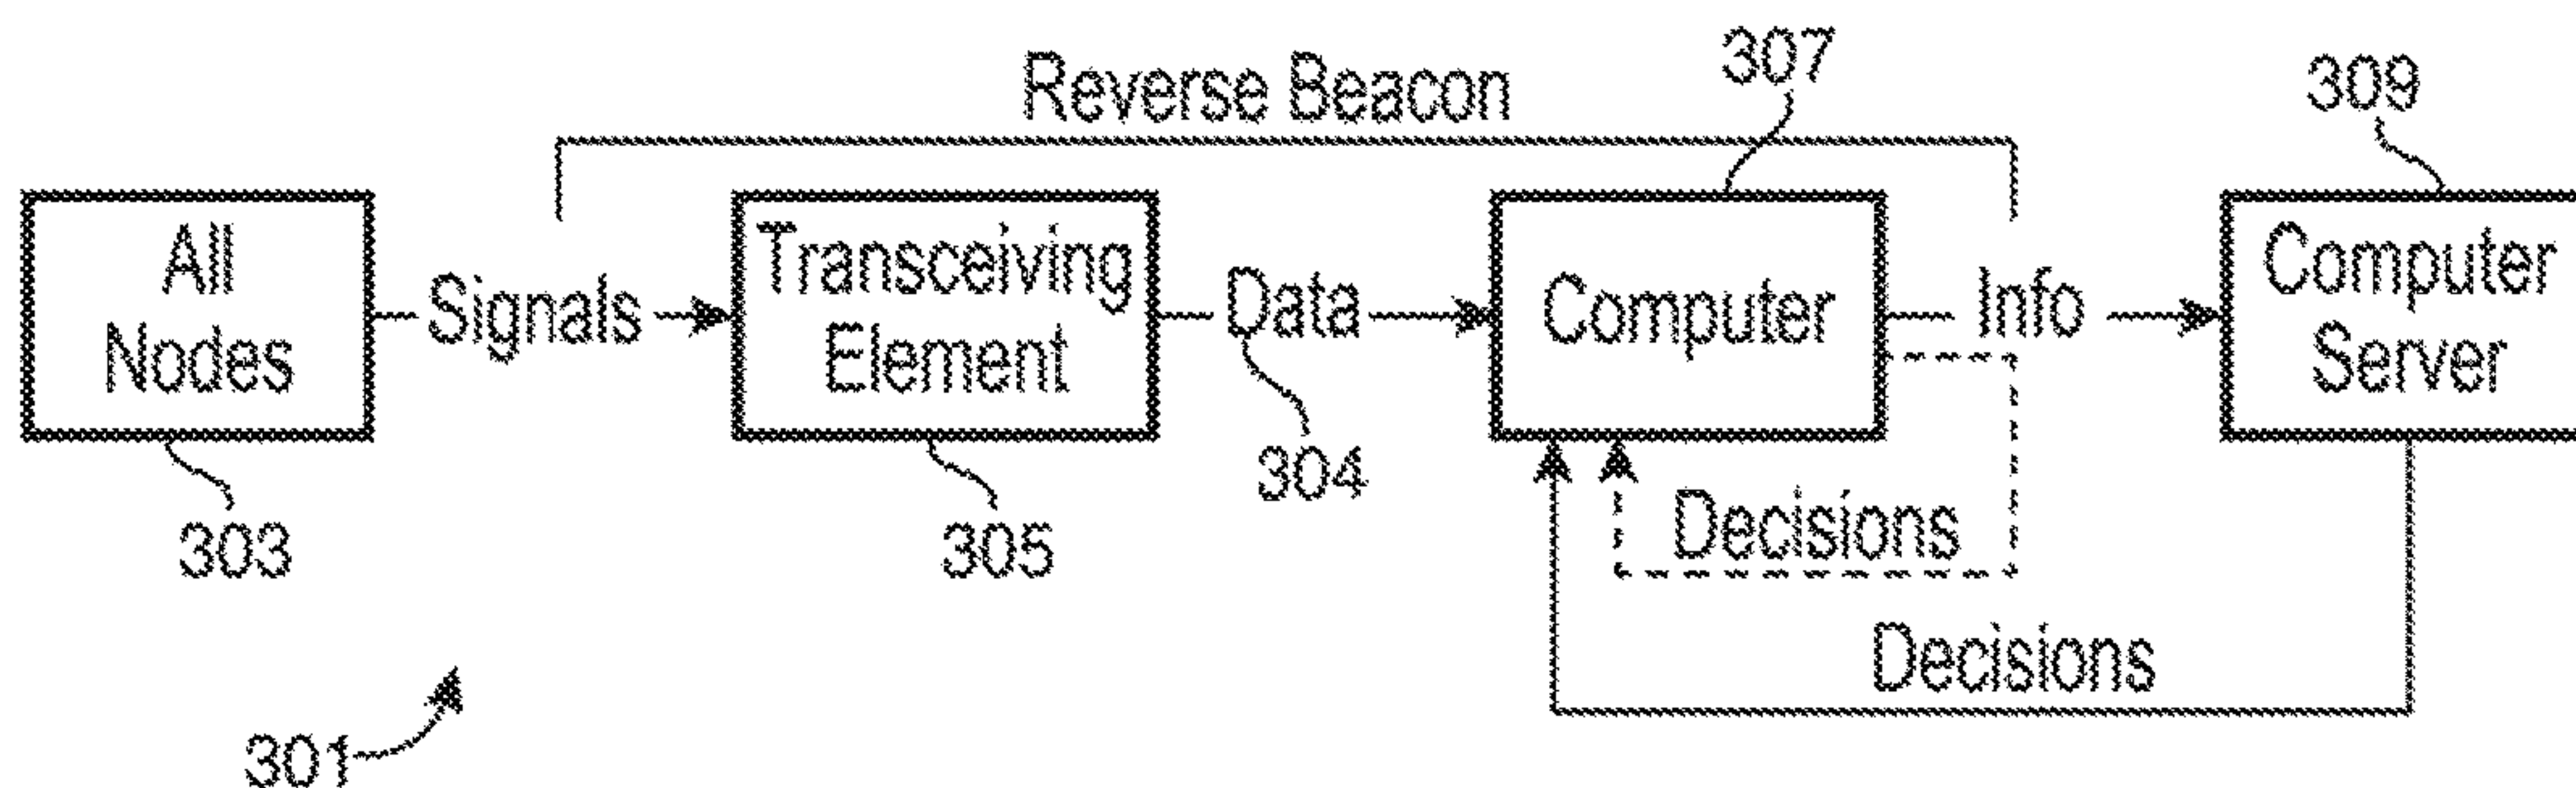 Reverse Beacon
307
309
All
Nodes
Signals
Transceiving
Element
Data
Computer
Info
Computer
Server
304
303
305
Decisions
Decisions
301